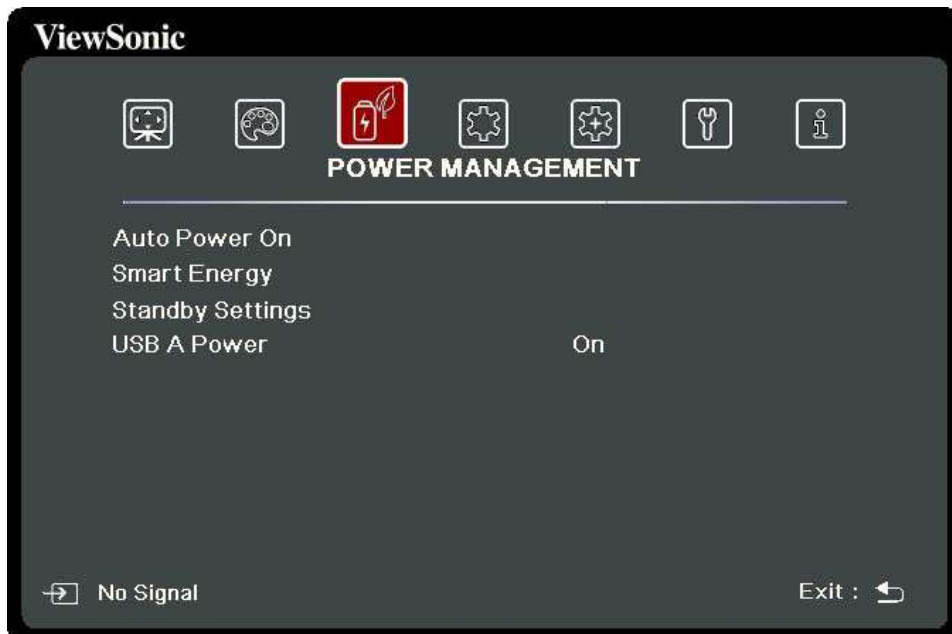 ViewSonic
POWER MANAGEMENT
Auto Power On
Smart Energy
Standby Settings
USB A Power On
No Signal
Exit :